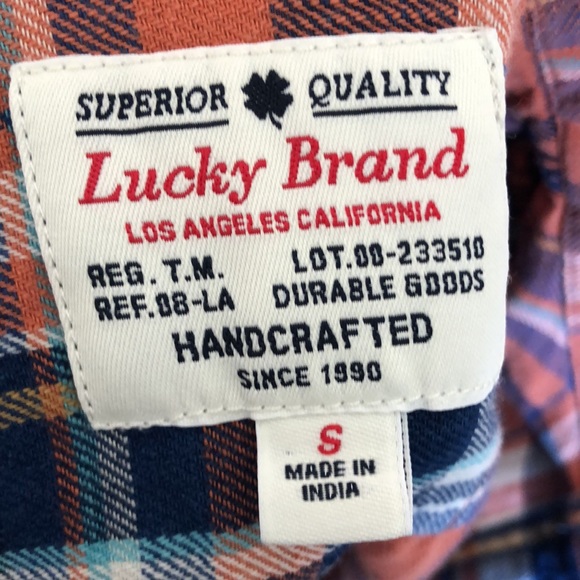 SUPERIOR QUALITY
Lucky Brand
LOS ANGELES CALIFORNIA
REG. T.M. LOT.00-233510
REF.08-LA DURABLE GOODS
HANDCRAFTED
SINCE 1990
S
MADE IN
INDIA